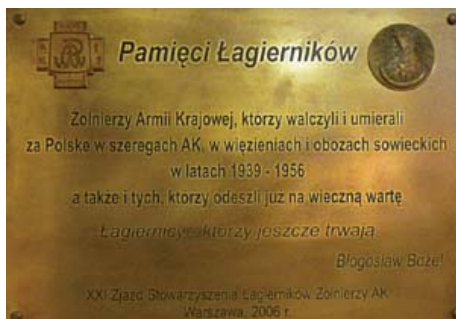 Pamięci Łagierników
Żołnierzy Armii Krajowej, którzy walczyli i umierali
za Polskę w szeregach AK, w więzieniach i obozach sowieckich
w latach 1939 - 1956
a także i tych, którzy odeszli już na wieczną wartę
Łagiernicy, którzy jeszcze trwają
Błogosław Boże!
XXI Zjazd Stowarzyszenia Łagierników Żołnierzy AK
Warszawa, 2006 r.